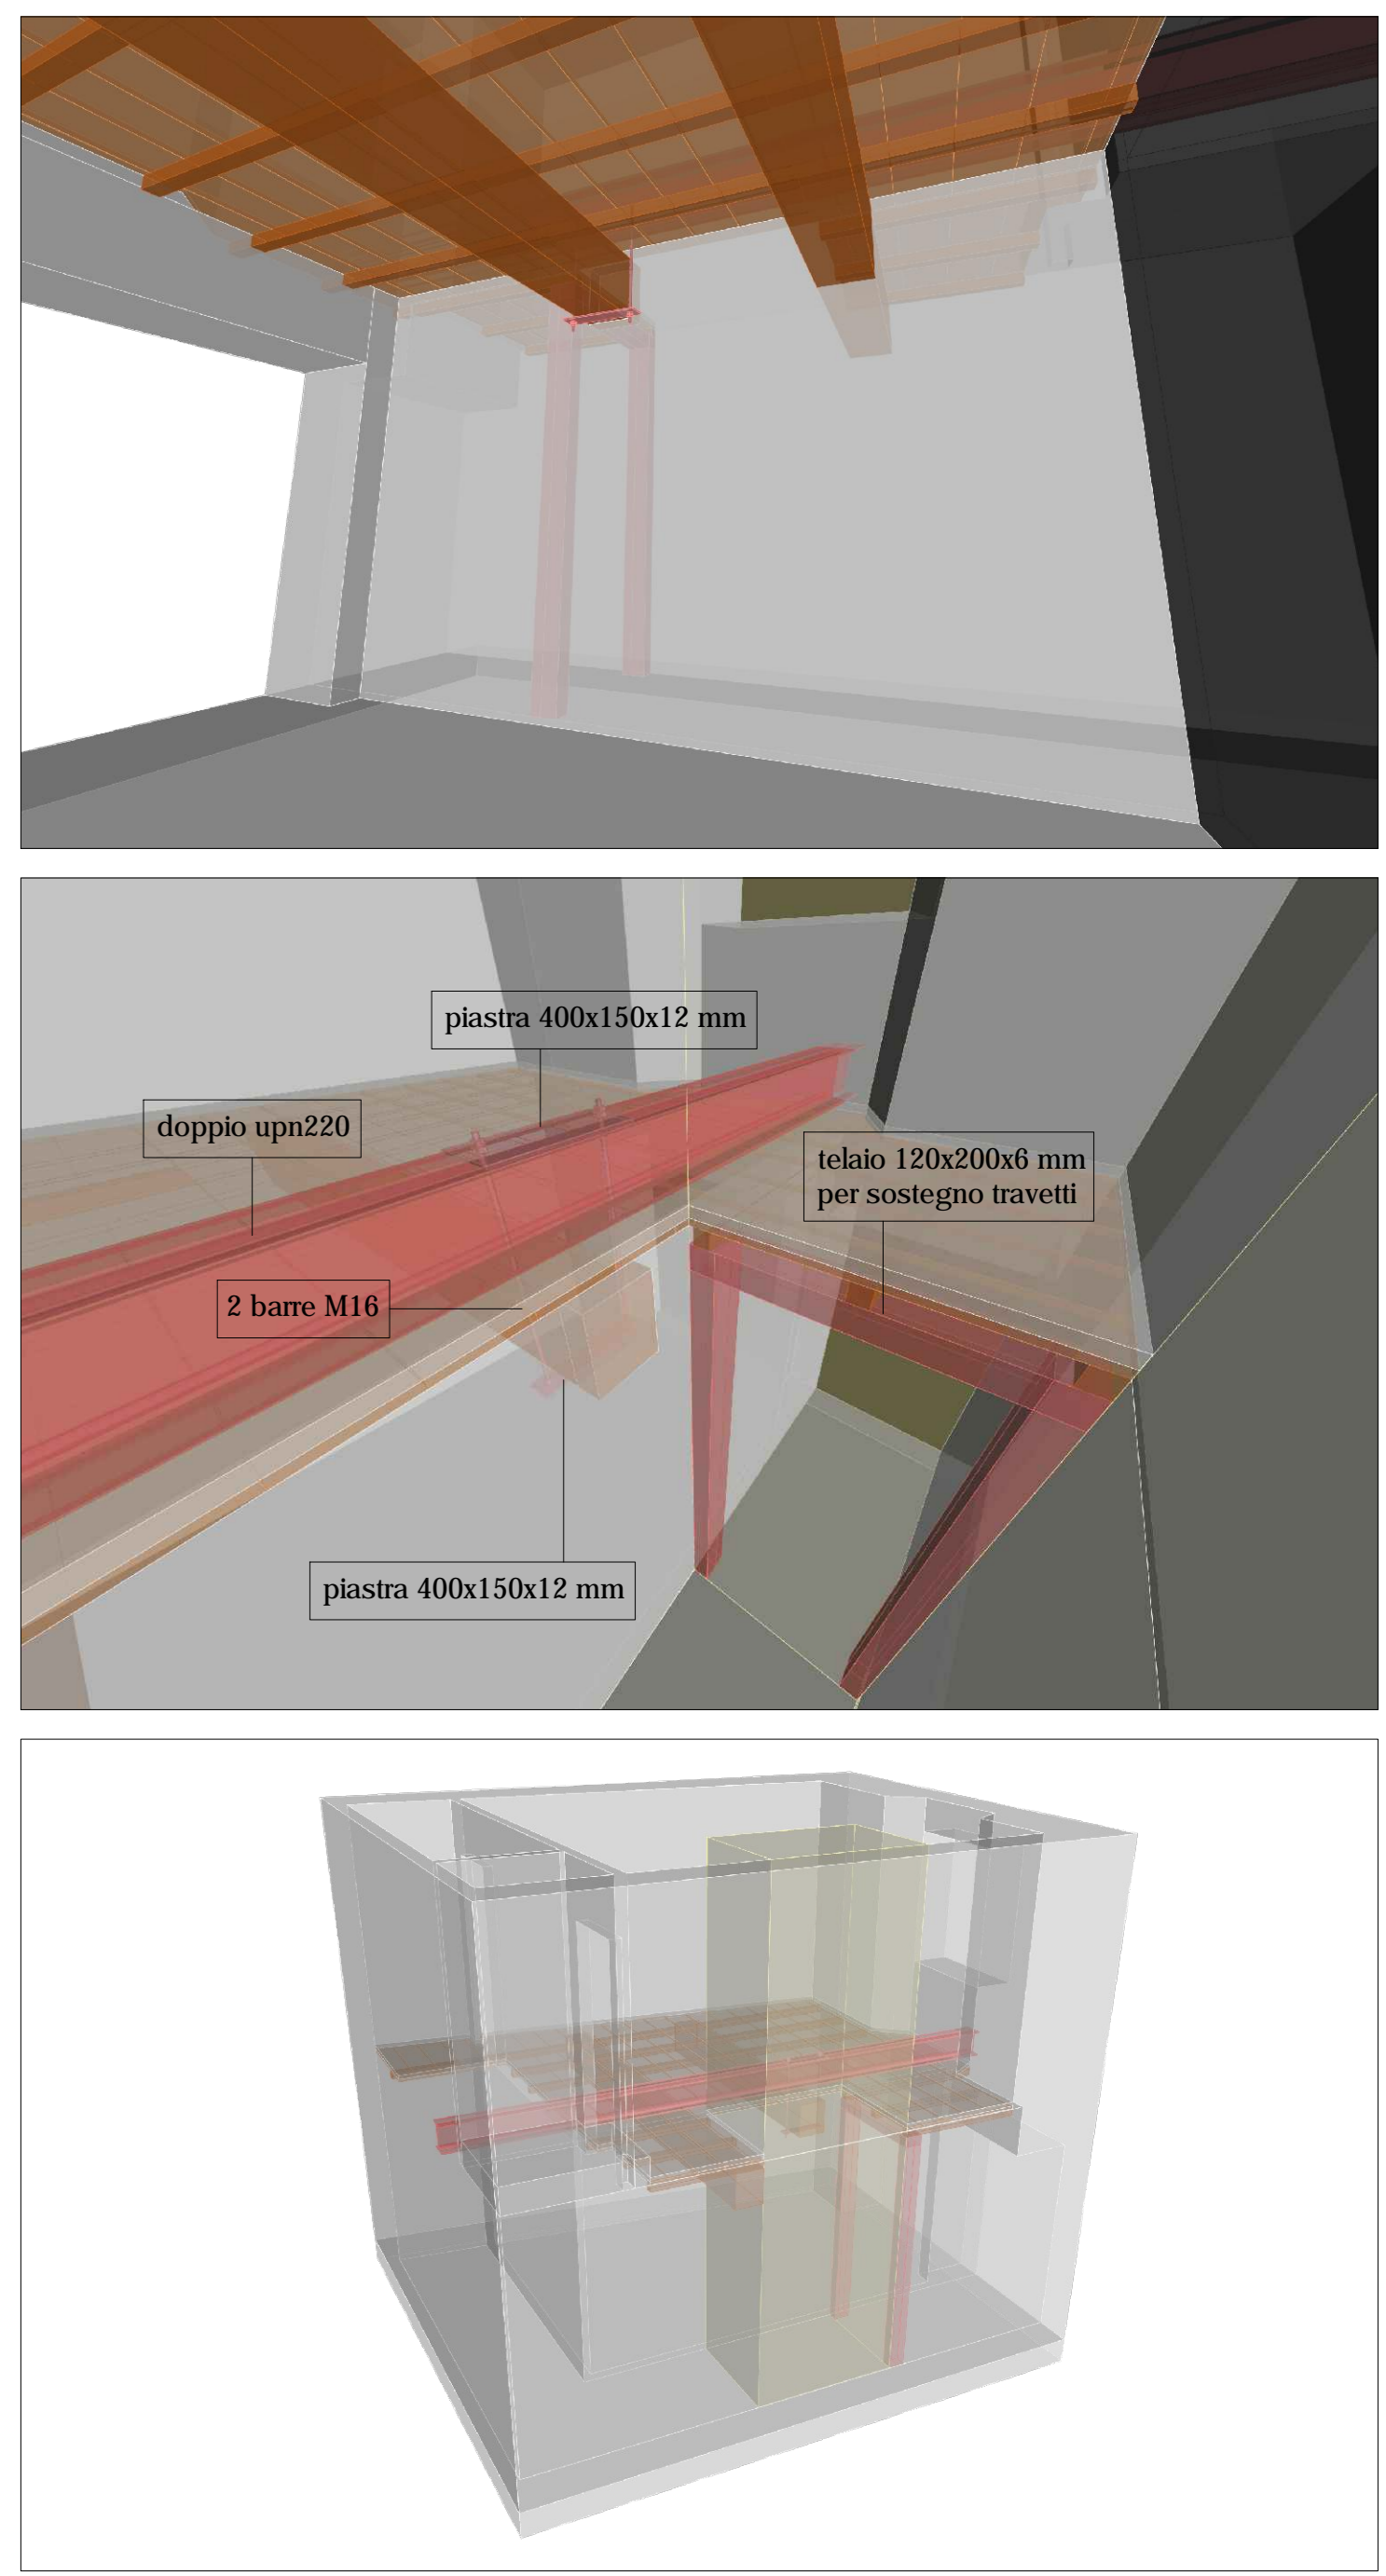 piastra 400x150x12 mm
doppio upn220
telaio 120x200x6 mm
per sostegno travetti
2 barre M16
piastra 400x150x12 mm